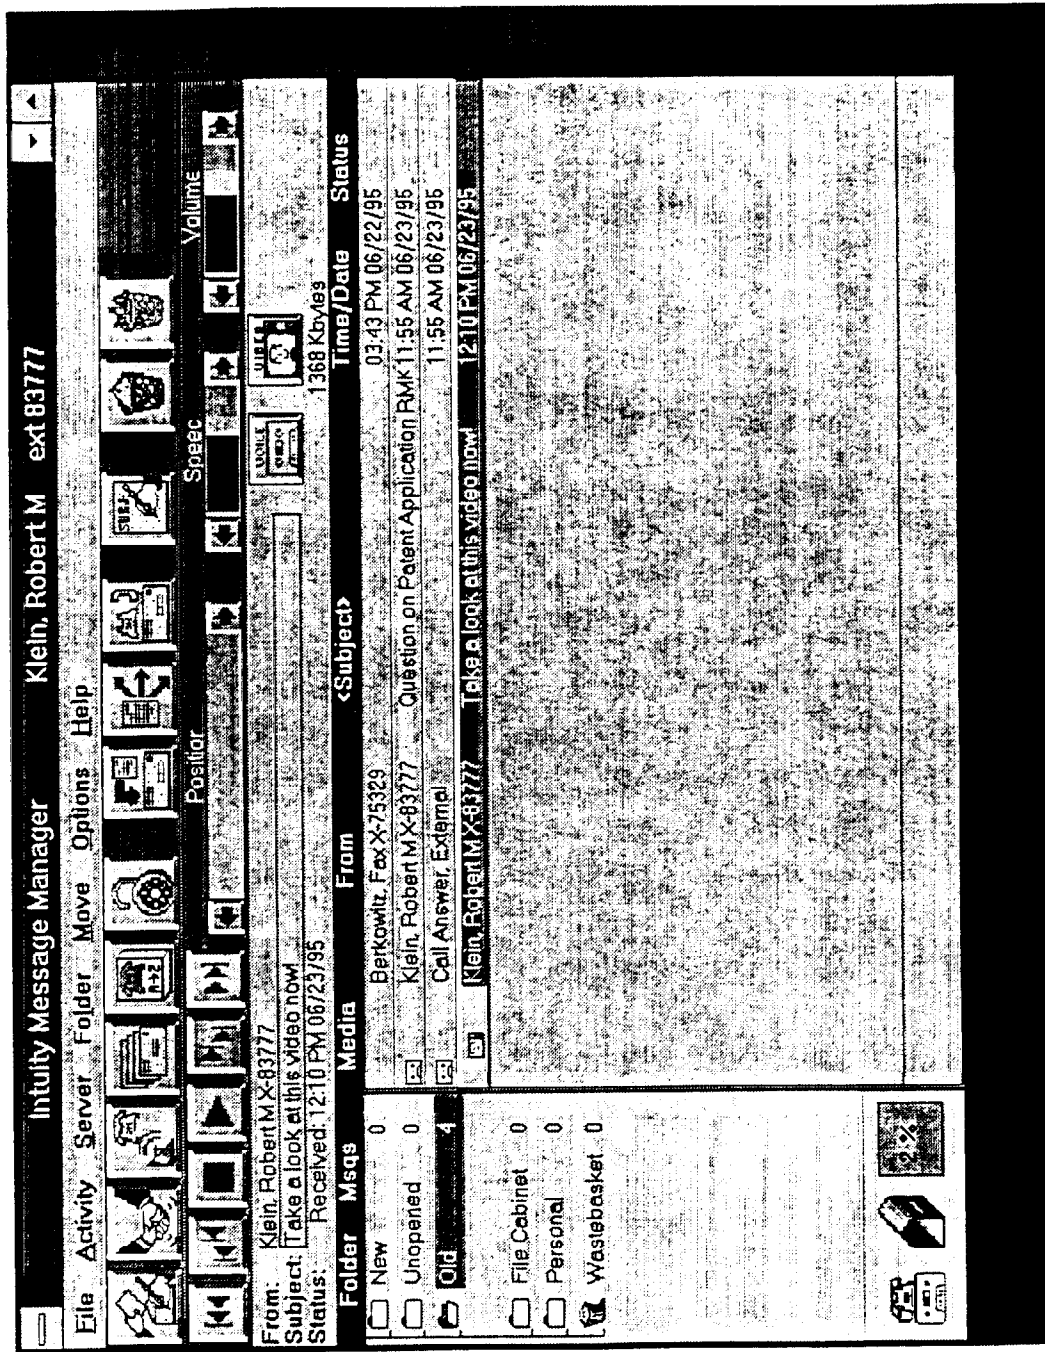 Intuity Message Manager Klein, Robert M ext 83777
File Activity Server Folder Move Options Help
A→Z
SUBJ.
Position Speed Volume
From: Klein, Robert M X-83777
Subject: Take a look at this video now!
Status: Received: 12:10 PM 06/23/95 1368 Kbytes
VOICE
VIDEO
Folder Msgs Media From <Subject> Time/Date Status
New 0
Unopened 0
Old 4
File Cabinet 0
Personal 0
Wastebasket 0
Berkowitz, Fax X-75329 03:43 PM 06/22/95
Klein, Robert M X-83777 Question on Patent Application RMK 11:55 AM 06/23/95
Call Answer, External 11:55 AM 06/23/95
Klein, Robert M X-83777 Take a look at this video now! 12:10 PM 06/23/95
2 %